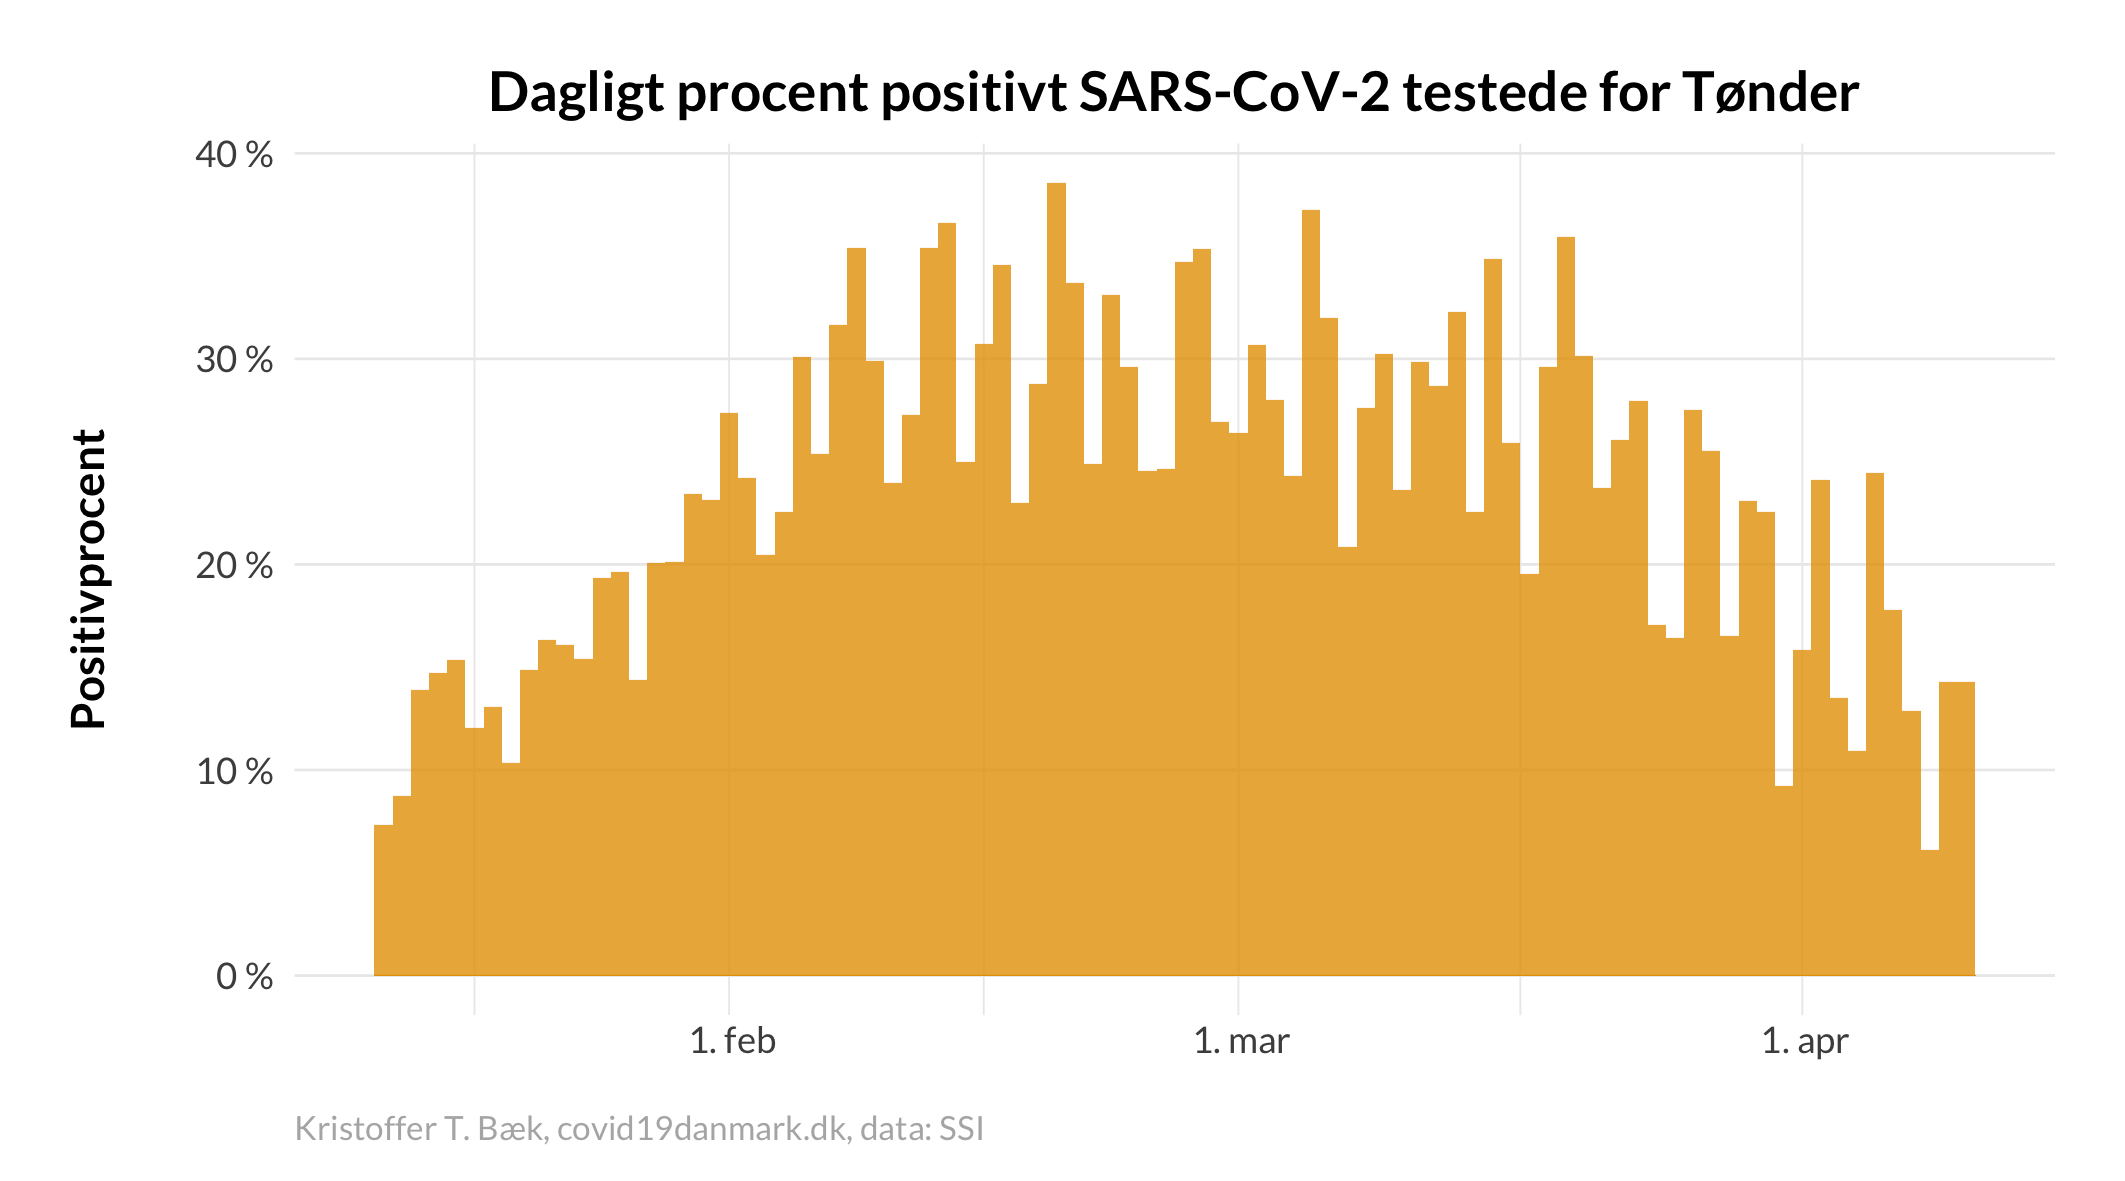 Dagligt procent positivt SARS-CoV-2 testede for Tønder
Positivprocent
40 %
30 %
20 %
10 %
0 %
1. feb
1. mar
1. apr
Kristoffer T. Bæk, covid19danmark.dk, data: SSI